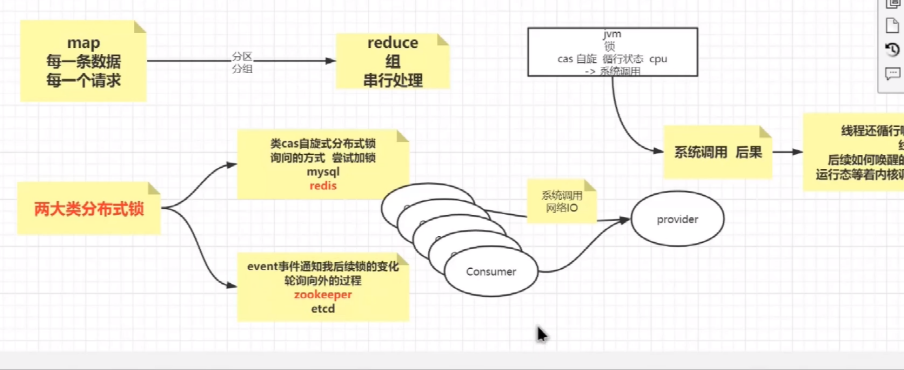 map
每一条数据
每一个请求
分区
分组
reduce
组
串行处理
jvm
锁
cas 自旋 循行状态 cpu
-> 系统调用
系统调用 后果
线程还循行
后续如何唤醒的
运行态等着内核
两大类分布式锁
类cas自旋式分布式锁
询问的方式 尝试加锁
mysql
redis
event事件通知我后续锁的变化
轮询向外的过程
zookeeper
etcd
系统调用
网络IO
Consumer
provider